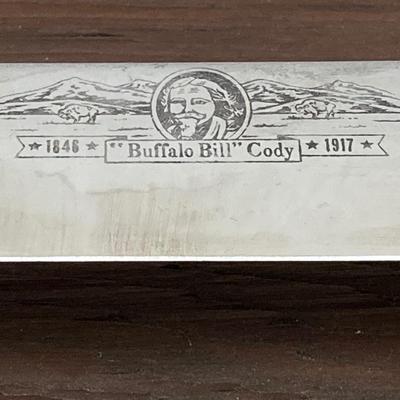 ★ 1846 ★ "Buffalo Bill" Cody ★ 1917 ★